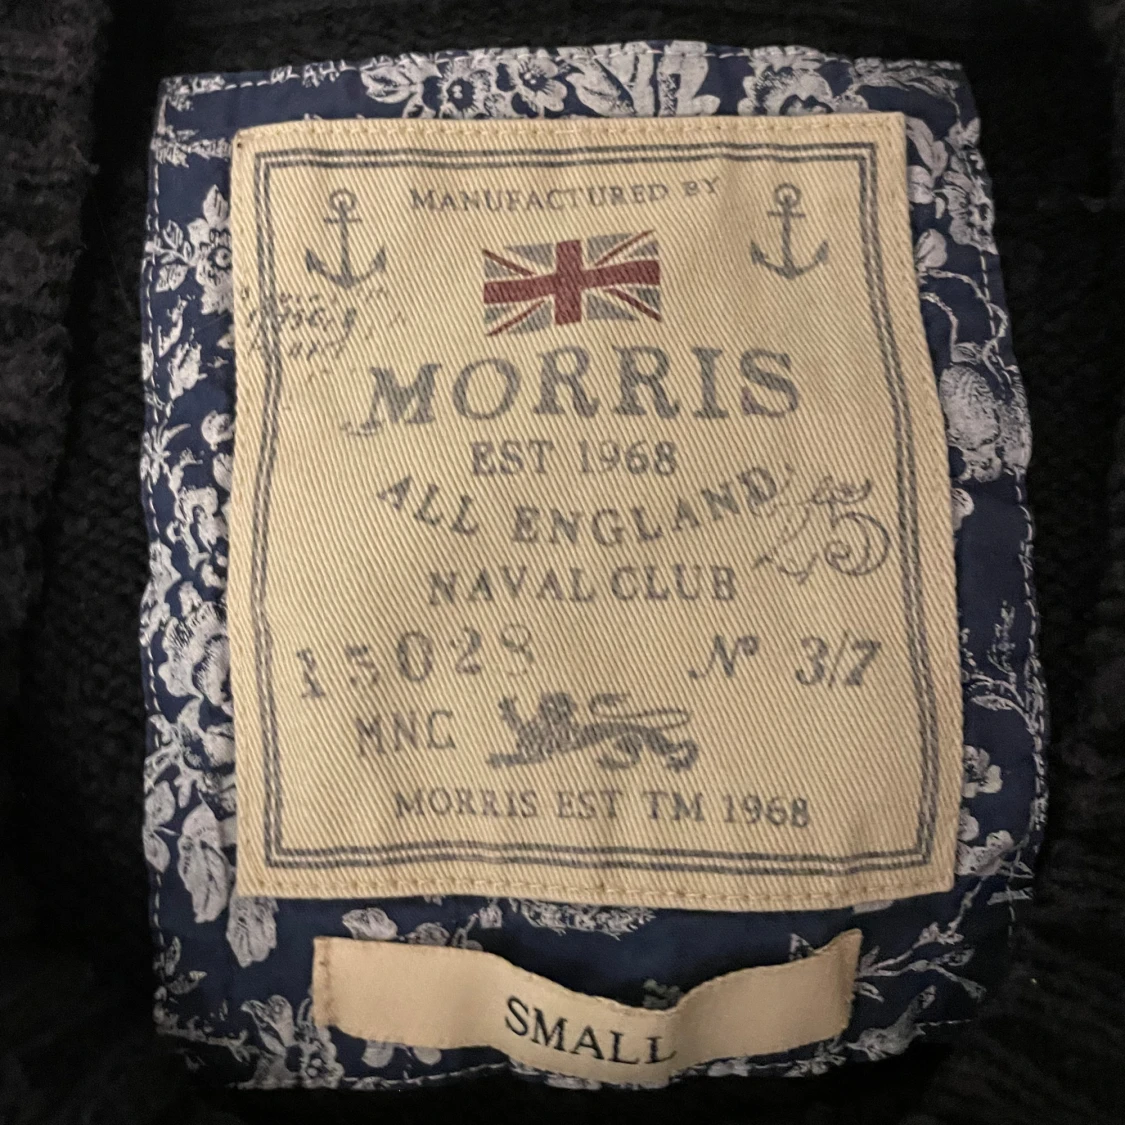 MANUFACTURED BY
MORRIS
EST 1968
ALL ENGLAND
25
NAVAL CLUB
15028 Nº 3/7
MNC
MORRIS EST TM 1968
SMALL